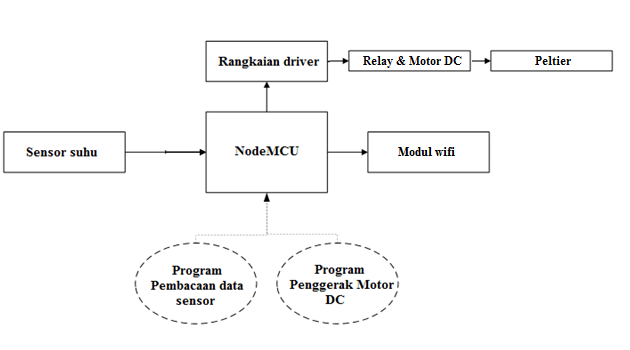 Rangkaian driver
Relay & Motor DC
Peltier
Sensor suhu
NodeMCU
Modul wifi
Program
Pembacaan data
sensor
Program
Penggerak Motor
DC